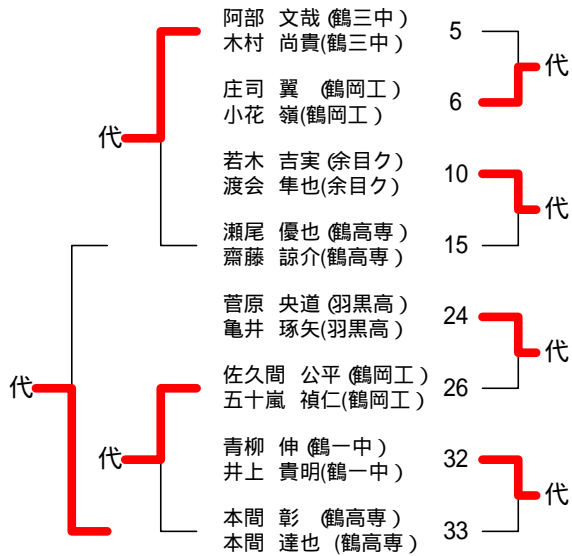 阿部 文哉 (鶴三中)
木村 尚貴(鶴三中)
5
代
庄司 翼 (鶴岡工)
小花 嶺(鶴岡工)
6
代
若木 吉実 (余目ク)
渡会 隼也(余目ク)
10
代
瀬尾 優也 (鶴高専)
齋藤 諒介(鶴高専)
15
菅原 央道 (羽黒高)
亀井 琢矢(羽黒高)
24
代
代
佐久間 公平 (鶴岡工)
五十嵐 禎仁(鶴岡工)
26
代
青柳 伸 (鶴一中)
井上 貴明(鶴一中)
32
代
本間 彰 (鶴高専)
本間 達也 (鶴高専)
33